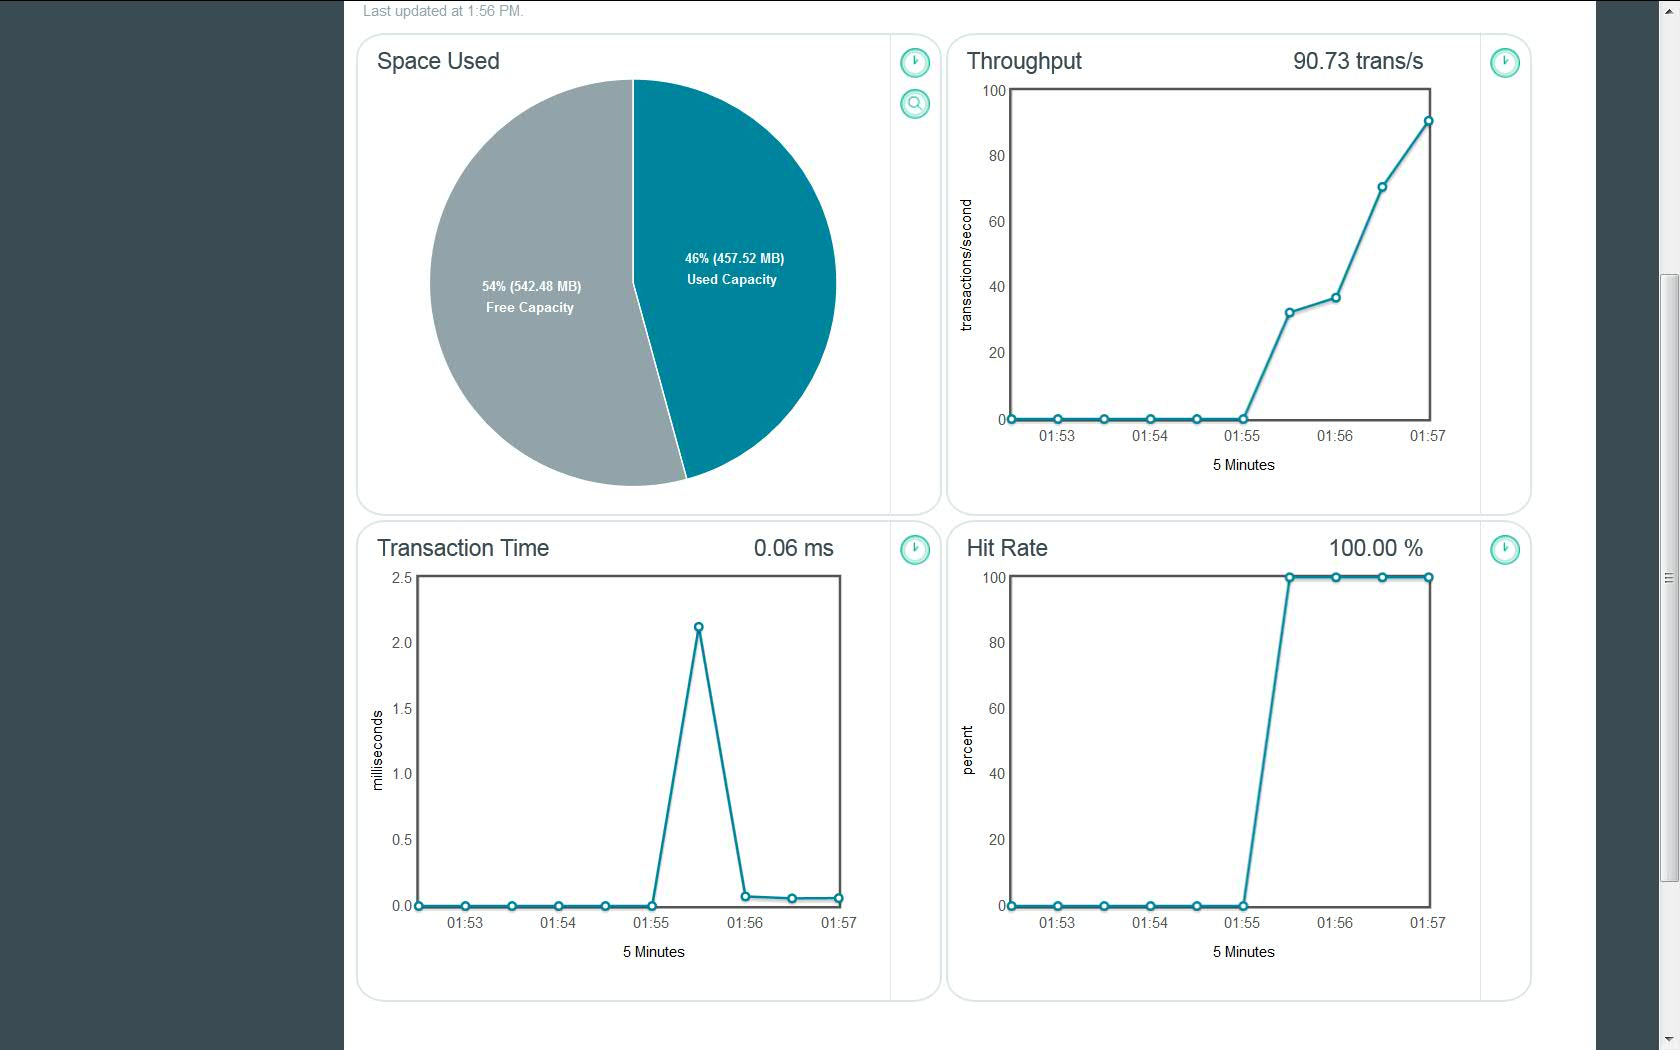 Last updated at 1:56 PM.
Space Used
46% (457.52 MB)
Used Capacity
54% (542.48 MB)
Free Capacity
Throughput 90.73 trans/s
100
80
60
40
20
0
transactions/second
01:53 01:54 01:55 01:56 01:57
5 Minutes
Transaction Time 0.06 ms
2.5
2.0
1.5
1.0
0.5
0.0
milliseconds
01:53 01:54 01:55 01:56 01:57
5 Minutes
Hit Rate 100.00 %
100
80
60
40
20
0
percent
01:53 01:54 01:55 01:56 01:57
5 Minutes